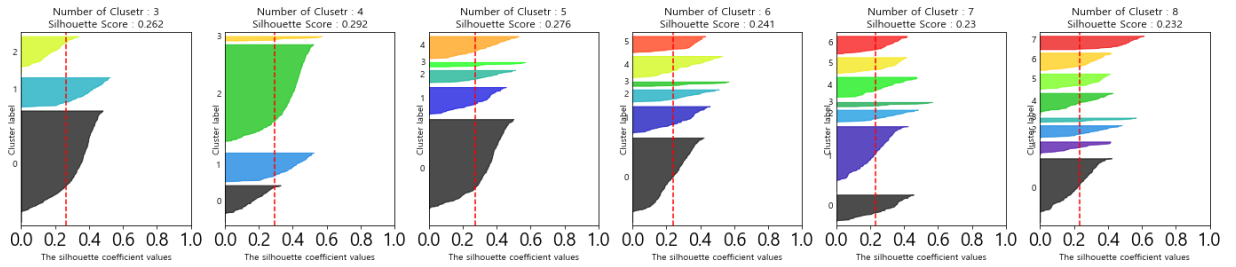 Number of Clusetr : 3
Silhouette Score : 0.262
Cluster label
2
1
0
0.0 0.2 0.4 0.6 0.8 1.0
The silhouette coefficient values
Number of Clusetr : 4
Silhouette Score : 0.292
Cluster label
3
2
1
0
0.0 0.2 0.4 0.6 0.8 1.0
The silhouette coefficient values
Number of Clusetr : 5
Silhouette Score : 0.276
Cluster label
4
3
2
1
0
0.0 0.2 0.4 0.6 0.8 1.0
The silhouette coefficient values
Number of Clusetr : 6
Silhouette Score : 0.241
Cluster label
5
4
3
2
1
0
0.0 0.2 0.4 0.6 0.8 1.0
The silhouette coefficient values
Number of Clusetr : 7
Silhouette Score : 0.23
Cluster label
6
5
4
3
1
0
0.0 0.2 0.4 0.6 0.8 1.0
The silhouette coefficient values
Number of Clusetr : 8
Silhouette Score : 0.232
Cluster label
7
6
5
4
0
0.0 0.2 0.4 0.6 0.8 1.0
The silhouette coefficient values